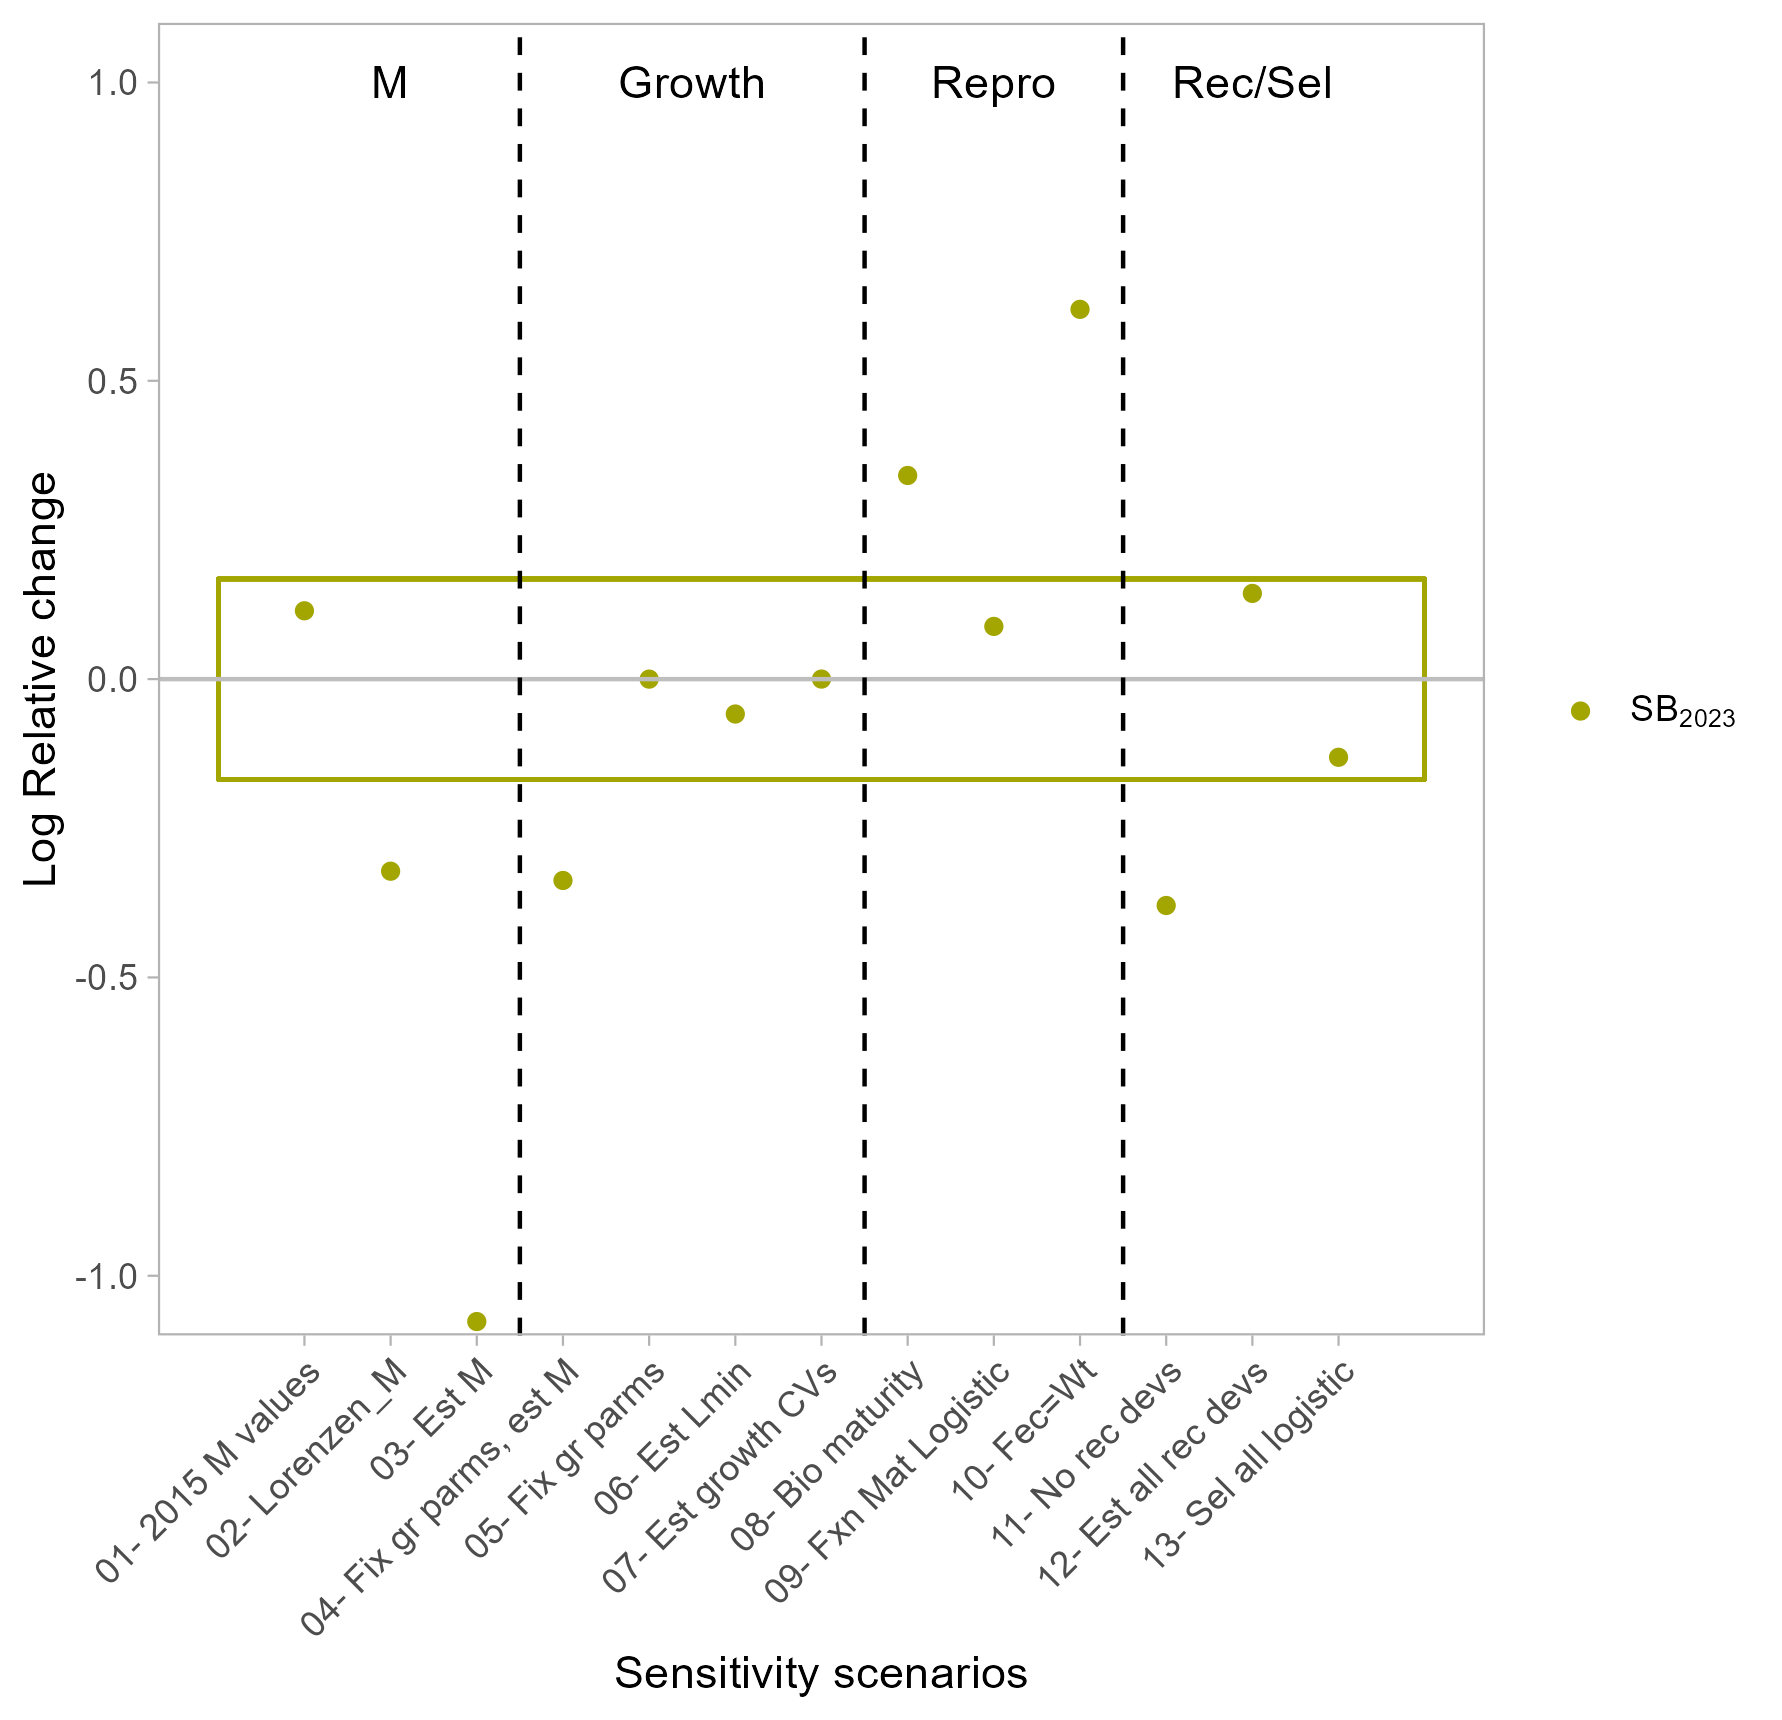 M Growth Repro Rec/Sel
1.0
0.5
0.0
-0.5
-1.0
Log Relative change
SB2023
01- 2015 M values
02- Lorenzen_M
03- Est M
04- Fix gr parms, est M
05- Fix gr parms
06- Est Lmin
07- Est growth CVs
08- Bio maturity
09- Fxn Mat Logistic
10- Fec=Wt
11- No rec devs
12- Est all rec devs
13- Sel all logistic
Sensitivity scenarios